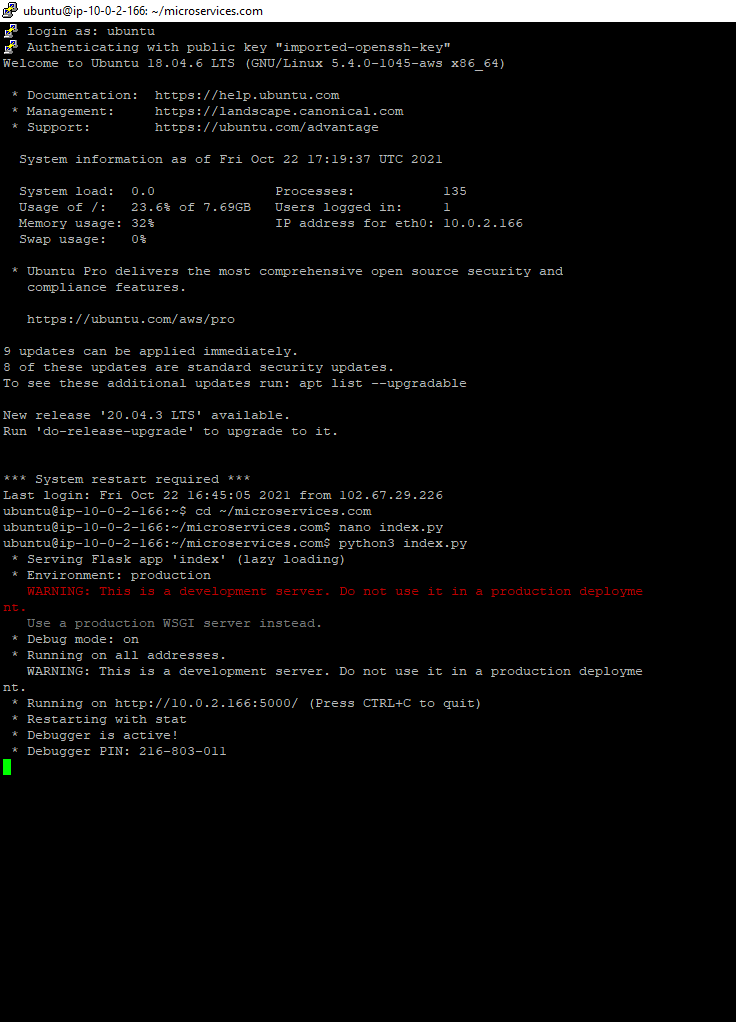 ubuntu@ip-10-0-2-166: ~/microservices.com
login as: ubuntu
Authenticating with public key "imported-openssh-key"
Welcome to Ubuntu 18.04.6 LTS (GNU/Linux 5.4.0-1045-aws x86_64)
* Documentation:  https://help.ubuntu.com
* Management:     https://landscape.canonical.com
* Support:        https://ubuntu.com/advantage
System information as of Fri Oct 22 17:19:37 UTC 2021
System load:  0.0               Processes:           135
Usage of /:   23.6% of 7.69GB   Users logged in:     1
Memory usage: 32%               IP address for eth0: 10.0.2.166
Swap usage:   0%
* Ubuntu Pro delivers the most comprehensive open source security and
compliance features.
https://ubuntu.com/aws/pro
9 updates can be applied immediately.
8 of these updates are standard security updates.
To see these additional updates run: apt list --upgradable
New release '20.04.3 LTS' available.
Run 'do-release-upgrade' to upgrade to it.
*** System restart required ***
Last login: Fri Oct 22 16:45:05 2021 from 102.67.29.226
ubuntu@ip-10-0-2-166:~$ cd ~/microservices.com
ubuntu@ip-10-0-2-166:~/microservices.com$ nano index.py
ubuntu@ip-10-0-2-166:~/microservices.com$ python3 index.py
* Serving Flask app 'index' (lazy loading)
* Environment: production
WARNING: This is a development server. Do not use it in a production deployme
nt.
Use a production WSGI server instead.
* Debug mode: on
* Running on all addresses.
WARNING: This is a development server. Do not use it in a production deployme
nt.
* Running on http://10.0.2.166:5000/ (Press CTRL+C to quit)
* Restarting with stat
* Debugger is active!
* Debugger PIN: 216-803-011